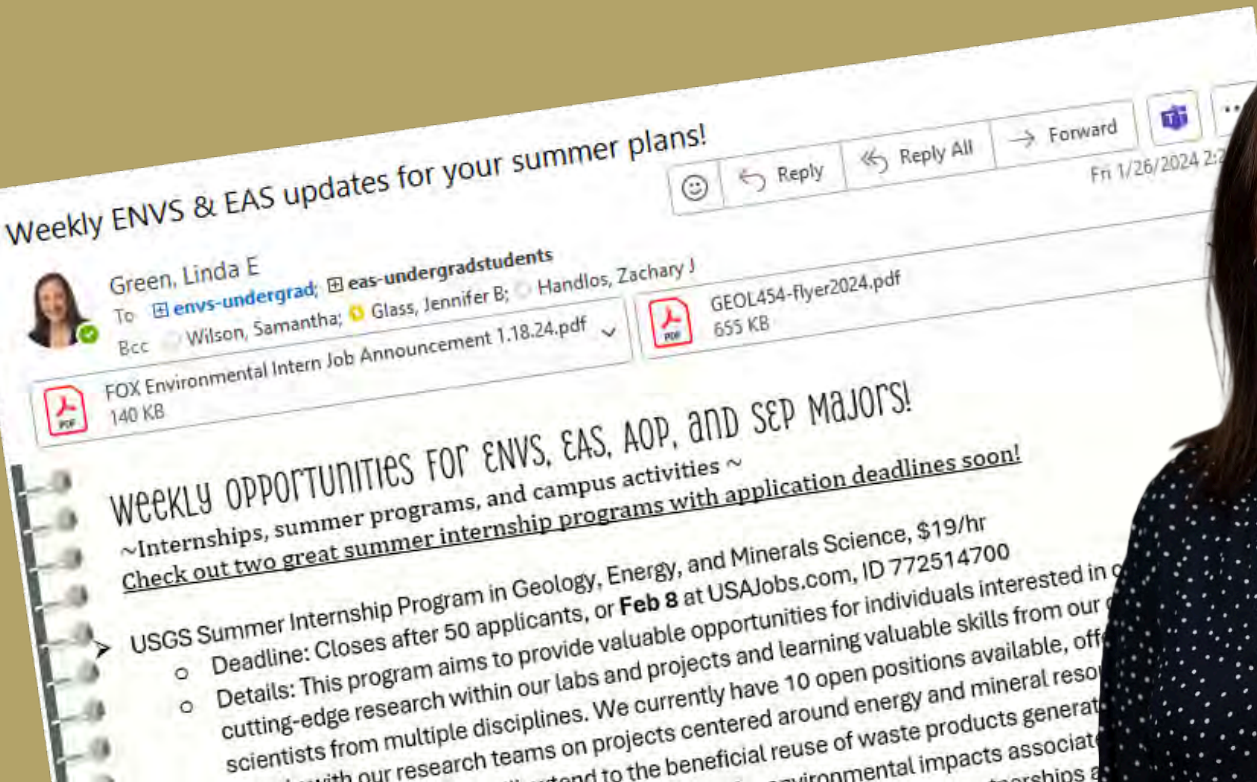 Weekly ENVS & EAS updates for your summer plans!
Reply
Reply All
Forward
Fri 1/26/2024
Green, Linda E
To envs-undergrad; eas-undergradstudents
Bcc Wilson, Samantha; Glass, Jennifer B; Handlos, Zachary J
PDF
FOX Environmental Intern Job Announcement 1.18.24.pdf
140 KB
PDF
GEOL454-flyer2024.pdf
655 KB
Weekly Opportunities for ENVS, EAS, AOP, and SEP Majors!
~Internships, summer programs, and campus activities ~
Check out two great summer internship programs with application deadlines soon!
USGS Summer Internship Program in Geology, Energy, and Minerals Science, $19/hr
Deadline: Closes after 50 applicants, or Feb 8 at USAJobs.com, ID 772514700
Details: This program aims to provide valuable opportunities for individuals interested in
cutting-edge research within our labs and projects and learning valuable skills from our
scientists from multiple disciplines. We currently have 10 open positions available,
with our research teams on projects centered around energy and mineral
to the beneficial reuse of waste products
impacts